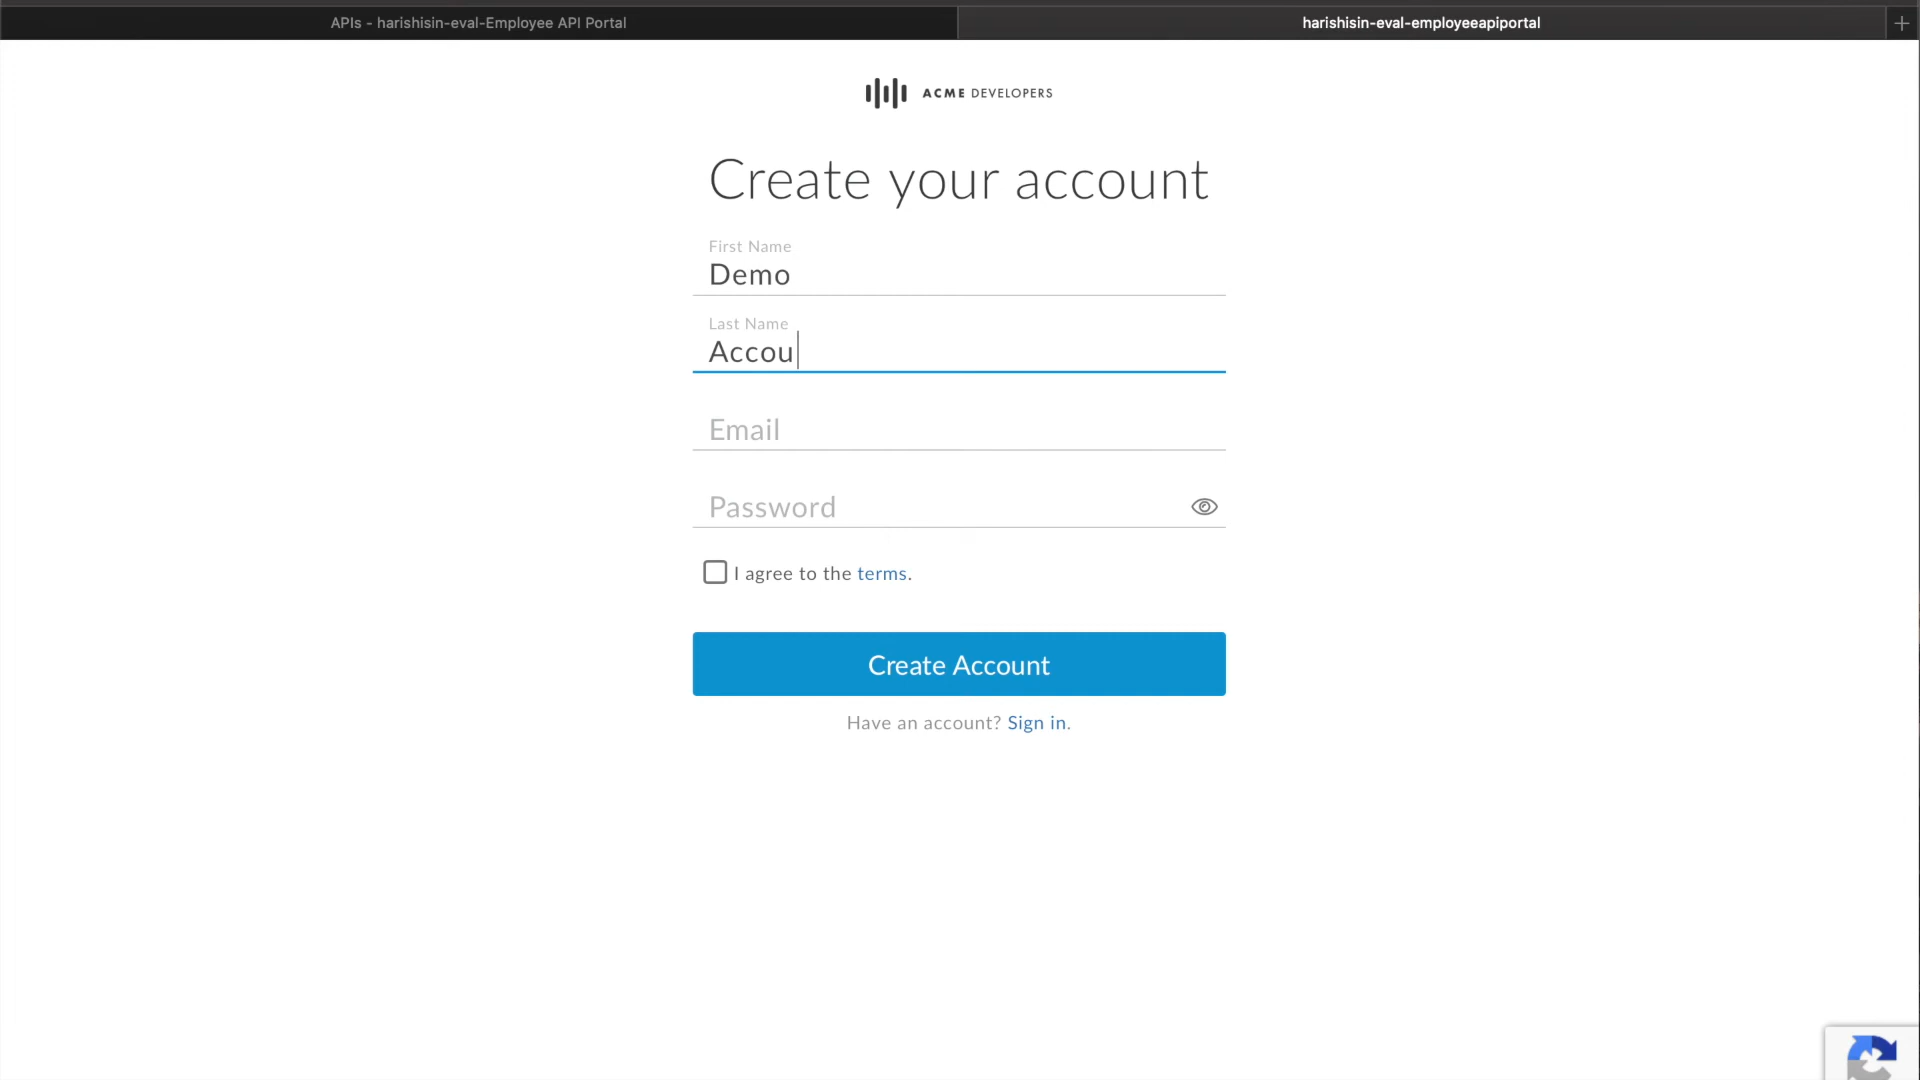 APIs - harishisin-eval-Employee API Portal
harishisin-eval-employeeapiportal
ACME DEVELOPERS
Create your account
First Name
Demo
Last Name
Accou
Email
Password
I agree to the terms.
Create Account
Have an account? Sign in.